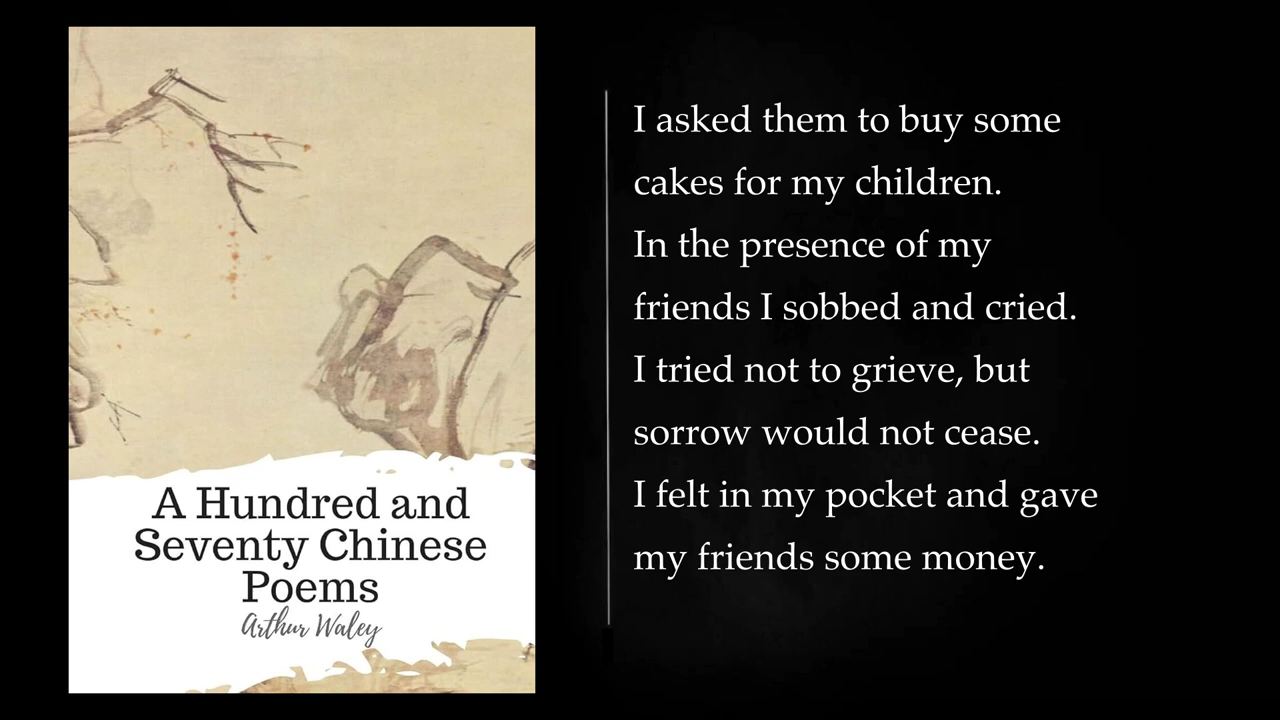 A Hundred and
Seventy Chinese
Poems
Arthur Waley
I asked them to buy some
cakes for my children.
In the presence of my
friends I sobbed and cried.
I tried not to grieve, but
sorrow would not cease.
I felt in my pocket and gave
my friends some money.